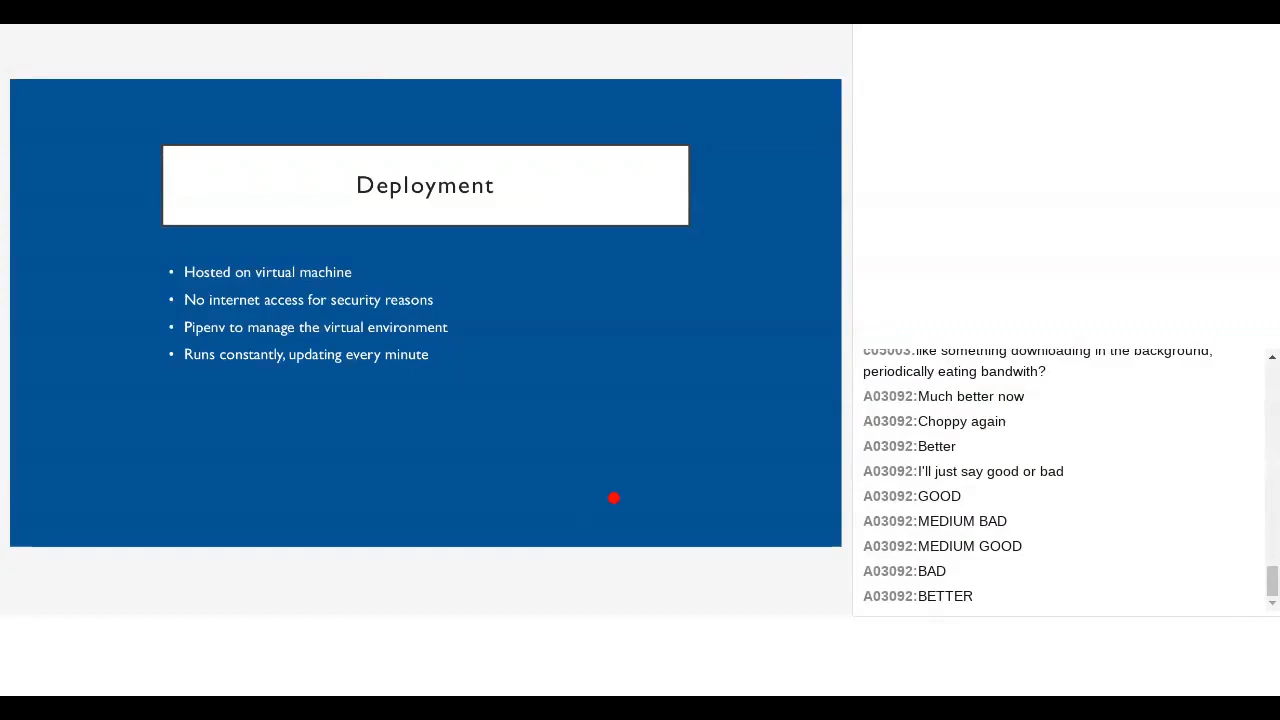 Deployment
• Hosted on virtual machine
• No internet access for security reasons
• Pipenv to manage the virtual environment
• Runs constantly, updating every minute
c05003:like something downloading in the background,
periodically eating bandwith?
A03092:Much better now
A03092:Choppy again
A03092:Better
A03092:I'll just say good or bad
A03092:GOOD
A03092:MEDIUM BAD
A03092:MEDIUM GOOD
A03092:BAD
A03092:BETTER